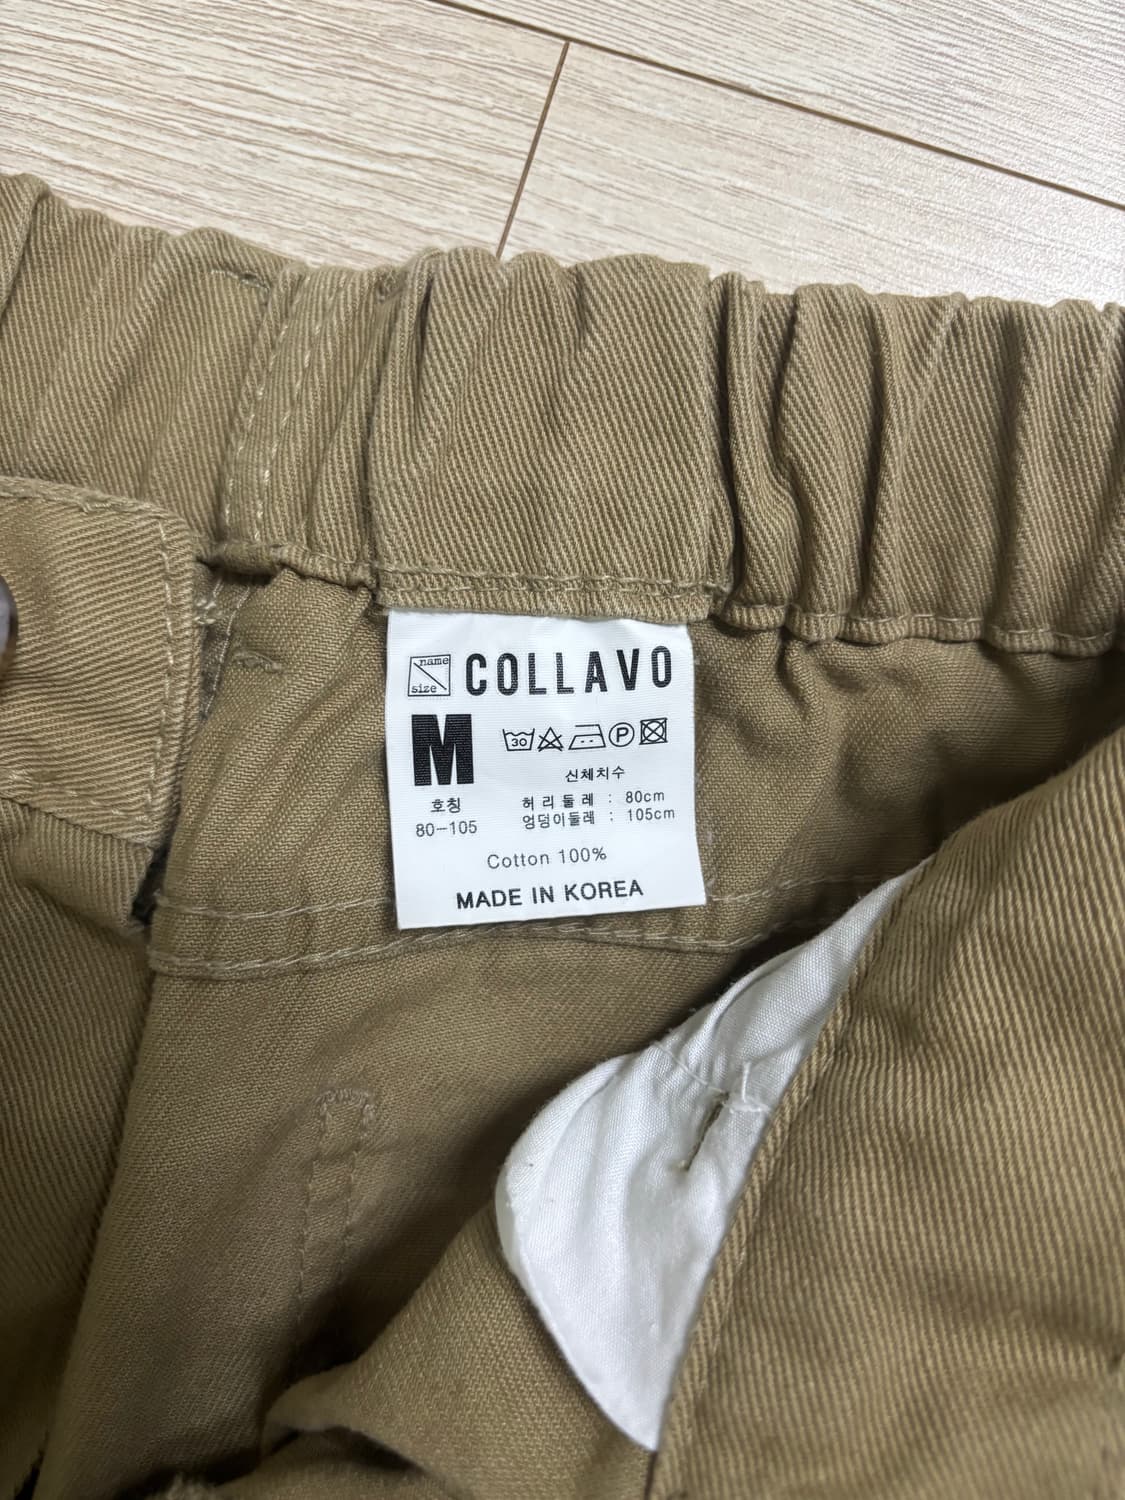 name
size
COLLAVO
M
30 P
신체치수
호칭
허리둘레 : 80cm
80-105
엉덩이둘레 : 105cm
Cotton 100%
MADE IN KOREA